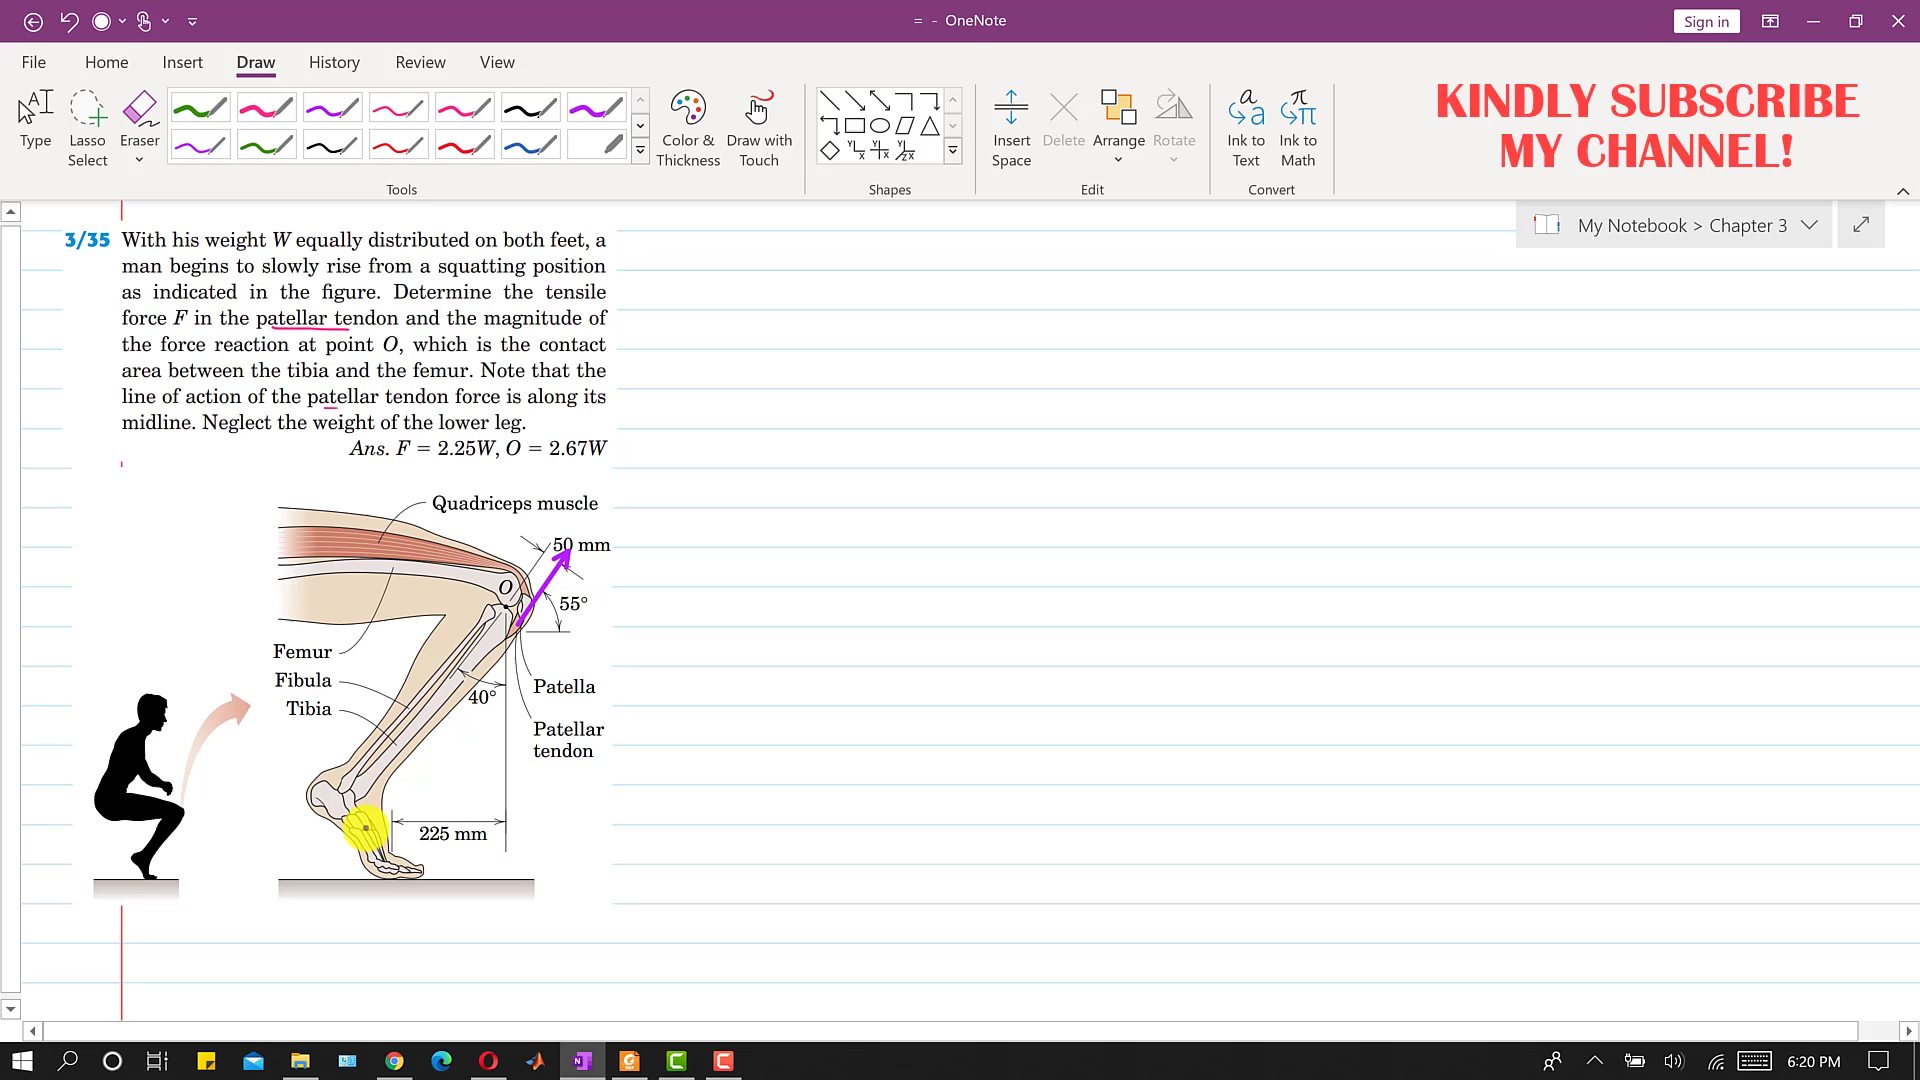 = - OneNote
Sign in
File Home Insert Draw History Review View
KINDLY SUBSCRIBE
MY CHANNEL!
Type
Lasso
Select
Eraser
Color &
Thickness
Draw with
Touch
Insert
Space
Delete
Arrange
Rotate
Ink to
Text
Ink to
Math
Tools
Shapes
Edit
Convert
My Notebook > Chapter 3
3/35 With his weight W equally distributed on both feet, a
man begins to slowly rise from a squatting position
as indicated in the figure. Determine the tensile
force F in the patellar tendon and the magnitude of
the force reaction at point O, which is the contact
area between the tibia and the femur. Note that the
line of action of the patellar tendon force is along its
midline. Neglect the weight of the lower leg.
Ans. F = 2.25W, O = 2.67W
Quadriceps muscle
50 mm
O
55°
Femur
Fibula
Tibia
40°
Patella
Patellar
tendon
225 mm
6:20 PM